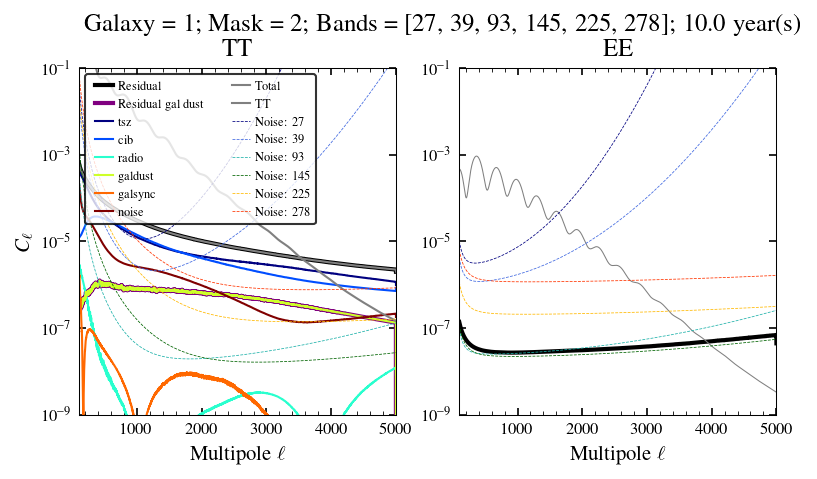 Galaxy = 1; Mask = 2; Bands = [27, 39, 93, 145, 225, 278]; 10.0 year(s)
TT
EE
Residual
Residual gal dust
tsz
cib
radio
galdust
galsync
noise
Total
TT
Noise: 27
Noise: 39
Noise: 93
Noise: 145
Noise: 225
Noise: 278
C_ℓ
10^{-1}
10^{-3}
10^{-5}
10^{-7}
10^{-9}
1000 2000 3000 4000 5000
Multipole ℓ
10^{-1}
10^{-3}
10^{-5}
10^{-7}
10^{-9}
1000 2000 3000 4000 5000
Multipole ℓ